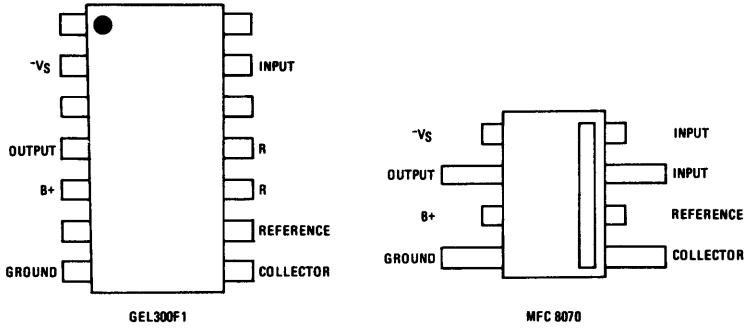 -VS
INPUT
OUTPUT
R
B+
R
REFERENCE
GROUND
COLLECTOR
GEL300F1
-VS
INPUT
OUTPUT
INPUT
B+
REFERENCE
GROUND
COLLECTOR
MFC 8070